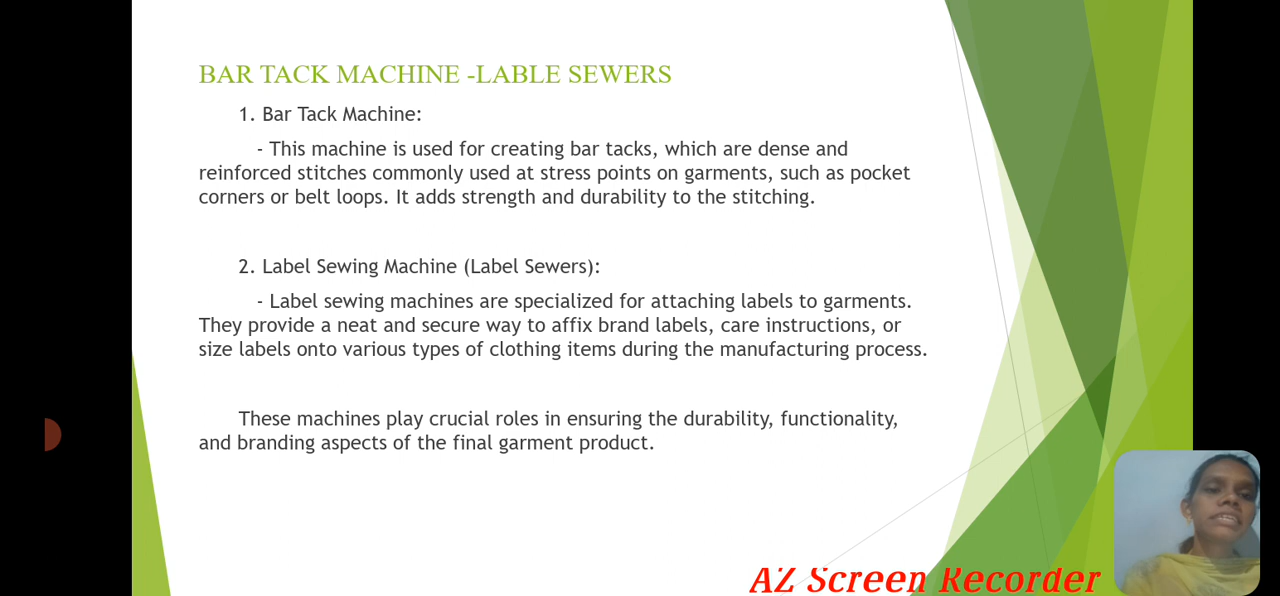 BAR TACK MACHINE -LABLE SEWERS
1. Bar Tack Machine:
- This machine is used for creating bar tacks, which are dense and
reinforced stitches commonly used at stress points on garments, such as pocket
corners or belt loops. It adds strength and durability to the stitching.
2. Label Sewing Machine (Label Sewers):
- Label sewing machines are specialized for attaching labels to garments.
They provide a neat and secure way to affix brand labels, care instructions, or
size labels onto various types of clothing items during the manufacturing process.
These machines play crucial roles in ensuring the durability, functionality,
and branding aspects of the final garment product.
AZ Screen Recorder